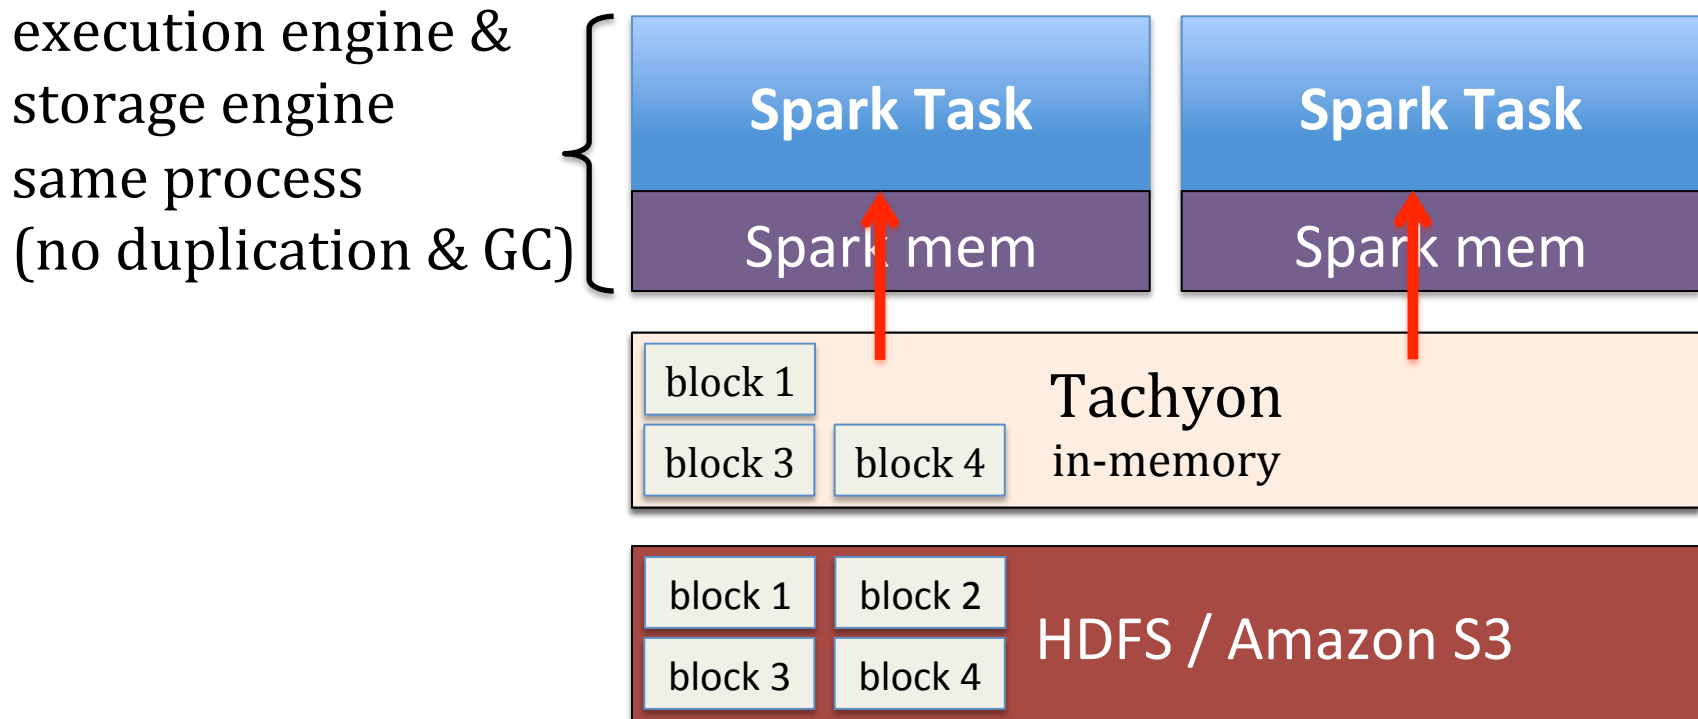 execution engine &
storage engine
same process
(no duplication & GC)
Spark Task
Spark mem
Spark Task
Spark mem
block 1
block 3
block 4
Tachyon
in-memory
block 1
block 2
block 3
block 4
HDFS / Amazon S3